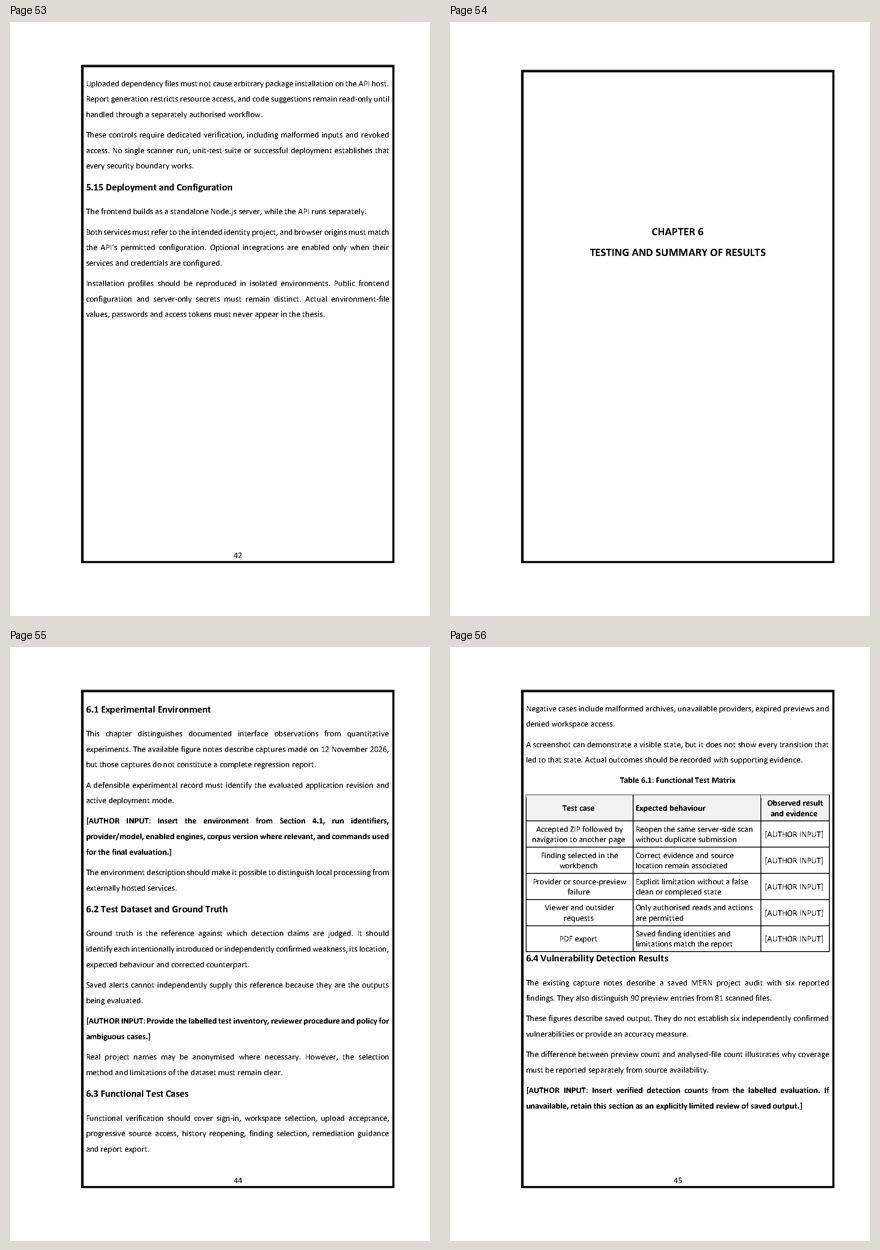 Page 53
Uploaded dependency files must not cause arbitrary package installation on the API host.
Report generation restricts resource access, and code suggestions remain read-only until
handled through a separately authorised workflow.
These controls require dedicated verification, including malformed inputs and revoked
access. No single scanner run, unit-test suite or successful deployment establishes that
every security boundary works.
5.15 Deployment and Configuration
The frontend builds as a standalone Node.js server, while the API runs separately.
Both services must refer to the intended identity project, and browser origins must match
the API's permitted configuration. Optional integrations are enabled only when their
services and credentials are configured.
Installation profiles should be reproduced in isolated environments. Public frontend
configuration and server-only secrets must remain distinct. Actual environment-file
values, passwords and access tokens must never appear in the thesis.
42
Page 54
CHAPTER 6
TESTING AND SUMMARY OF RESULTS
Page 55
6.1 Experimental Environment
This chapter distinguishes documented interface observations from quantitative
experiments. The available figure notes describe captures made on 12 November 2026,
but those captures do not constitute a complete regression report.
A defensible experimental record must identify the evaluated application revision and
active deployment mode.
[AUTHOR INPUT: Insert the environment from Section 4.1, run identifiers,
provider/model, enabled engines, corpus version where relevant, and commands used
for the final evaluation.]
The environment description should make it possible to distinguish local processing from
externally hosted services.
6.2 Test Dataset and Ground Truth
Ground truth is the reference against which detection claims are judged. It should
identify each intentionally introduced or independently confirmed weakness, its location,
expected behaviour and corrected counterpart.
Saved alerts cannot independently supply this reference because they are the outputs
being evaluated.
[AUTHOR INPUT: Provide the labelled test inventory, reviewer procedure and policy for
ambiguous cases.]
Real project names may be anonymised where necessary. However, the selection
method and limitations of the dataset must remain clear.
6.3 Functional Test Cases
Functional verification should cover sign-in, workspace selection, upload acceptance,
progressive source access, history reopening, finding selection, remediation guidance
and report export.
44
Page 56
Negative cases include malformed archives, unavailable providers, expired previews and
denied workspace access.
A screenshot can demonstrate a visible state, but it does not show every transition that
led to that state. Actual outcomes should be recorded with supporting evidence.
Table 6.1: Functional Test Matrix
Test case
Expected behaviour
Observed result
and evidence
Accepted ZIP followed by
navigation to another page
Reopen the same server-side scan
without duplicate submission
[AUTHOR INPUT]
Finding selected in the
workbench
Correct evidence and source
location remain associated
[AUTHOR INPUT]
Provider or source-preview
failure
Explicit limitation without a false
clean or completed state
[AUTHOR INPUT]
Viewer and outsider
requests
Only authorised reads and actions
are permitted
[AUTHOR INPUT]
PDF export
Saved finding identities and
limitations match the report
[AUTHOR INPUT]
6.4 Vulnerability Detection Results
The existing capture notes describe a saved MERN project audit with six reported
findings. They also distinguish 90 preview entries from 81 scanned files.
These figures describe saved output. They do not establish six independently confirmed
vulnerabilities or provide an accuracy measure.
The difference between preview count and analysed-file count illustrates why coverage
must be reported separately from source availability.
[AUTHOR INPUT: Insert verified detection counts from the labelled evaluation. If
unavailable, retain this section as an explicitly limited review of saved output.]
45